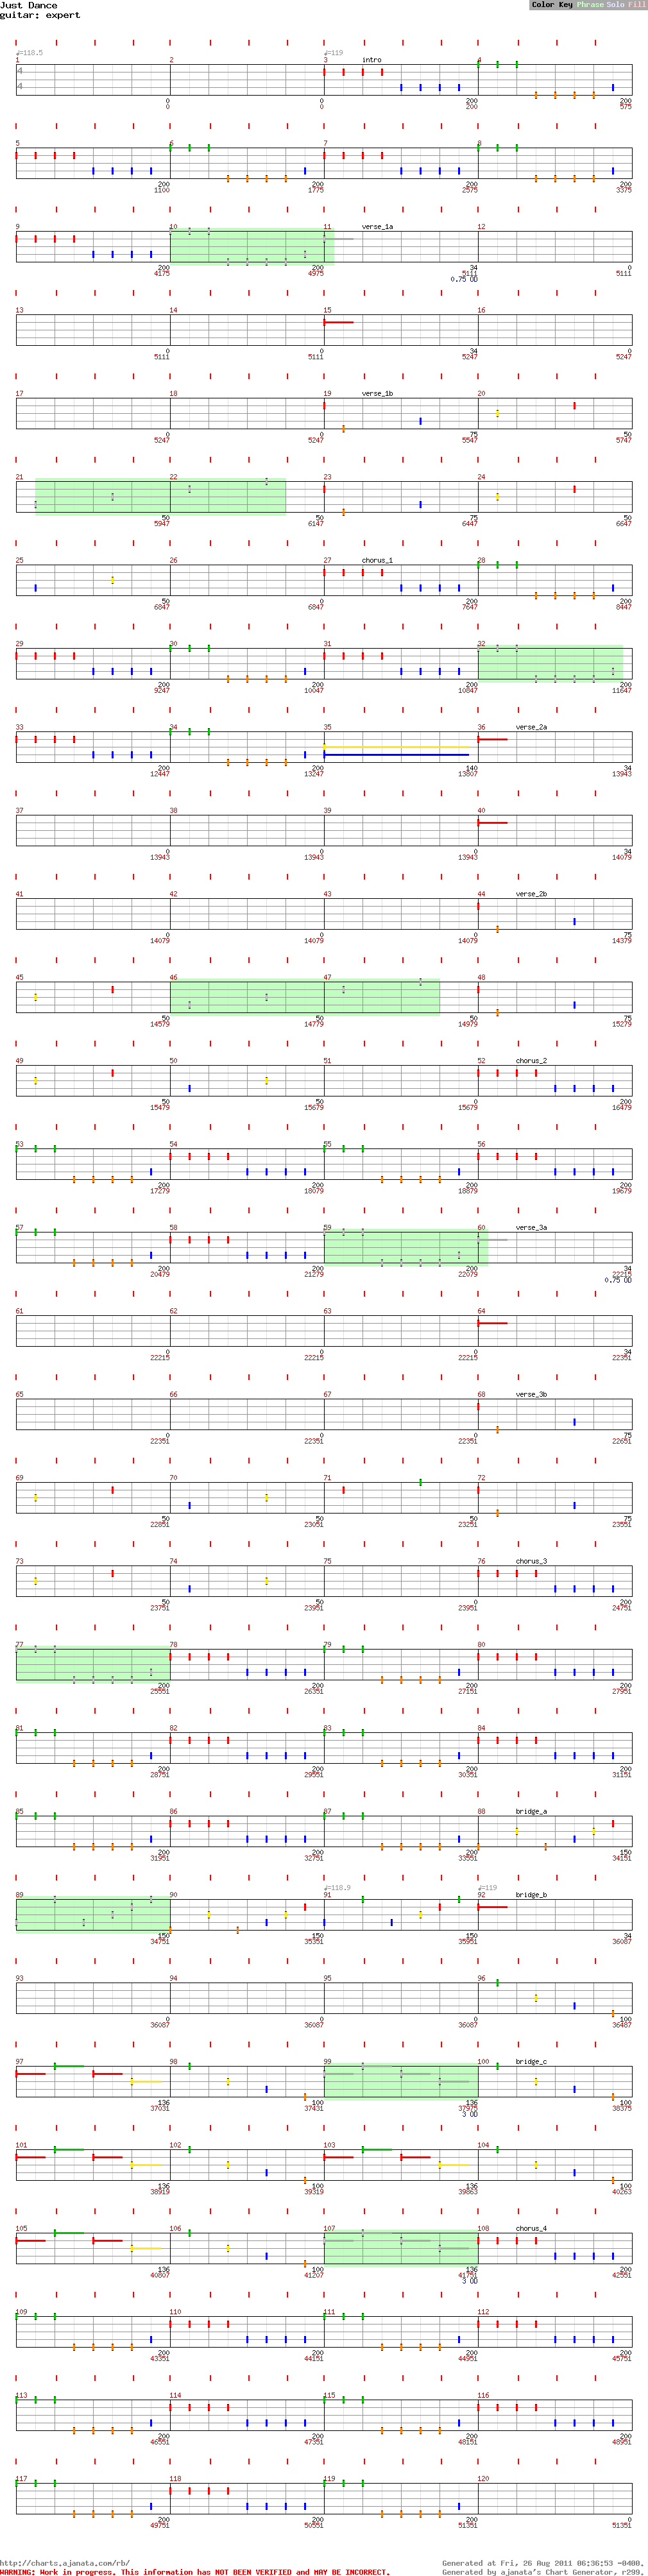 Just Dance
guitar: expert
Color Key Phrase Solo Fill
♩=118.5 ♩=119
1 2 3 intro 4
4
4
0 0 200 200
0 0 200 575
5 6 7 8
200 200 200 200
1100 1775 2575 3375
9 10 11 verse_1a 12
200 200 34 0
4175 4975 5111 5111
0.75 OD
13 14 15 16
0 0 34 0
5111 5111 5247 5247
17 18 19 verse_1b 20
0 0 75 50
5247 5247 5547 5747
21 22 23 24
50 50 75 50
5947 6147 6447 6647
25 26 27 chorus_1 28
50 0 200 200
6847 6847 7647 8447
29 30 31 32
200 200 200 200
9247 10047 10847 11647
33 34 35 36 verse_2a
200 200 140 34
12447 13247 13807 13943
37 38 39 40
0 0 0 34
13943 13943 13943 14079
41 42 43 44 verse_2b
0 0 0 75
14079 14079 14079 14379
45 46 47 48
50 50 50 75
14579 14779 14979 15279
49 50 51 52 chorus_2
50 50 0 200
15479 15679 15679 16479
53 54 55 56
200 200 200 200
17279 18079 18879 19679
57 58 59 60 verse_3a
200 200 200 34
20479 21279 22079 22215
0.75 OD
61 62 63 64
0 0 0 34
22215 22215 22215 22351
65 66 67 68 verse_3b
0 0 0 75
22351 22351 22351 22651
69 70 71 72
50 50 50 75
22851 23051 23251 23551
73 74 75 76 chorus_3
50 50 0 200
23751 23951 23951 24751
77 78 79 80
200 200 200 200
25551 26351 27151 27951
81 82 83 84
200 200 200 200
28751 29551 30351 31151
85 86 87 88 bridge_a
200 200 200 150
31951 32751 33551 34151
♩=118.9 ♩=119
89 90 91 92 bridge_b
150 150 150 34
34751 35351 35951 36087
93 94 95 96
0 0 0 100
36087 36087 36087 36487
97 98 99 100 bridge_c
136 100 136 100
37031 37431 37975 38375
3 OD
101 102 103 104
136 100 136 100
38919 39319 39863 40263
105 106 107 108 chorus_4
136 100 136 200
40807 41207 41751 42551
3 OD
109 110 111 112
200 200 200 200
43351 44151 44951 45751
113 114 115 116
200 200 200 200
46551 47351 48151 48951
117 118 119 120
200 200 200 0
49751 50551 51351 51351
http://charts.ajanata.com/rb/
WARNING: Work in progress. This information has NOT BEEN VERIFIED and MAY BE INCORRECT.
Generated at Fri, 26 Aug 2011 06:36:53 -0400.
Generated by ajanata's Chart Generator, r299.